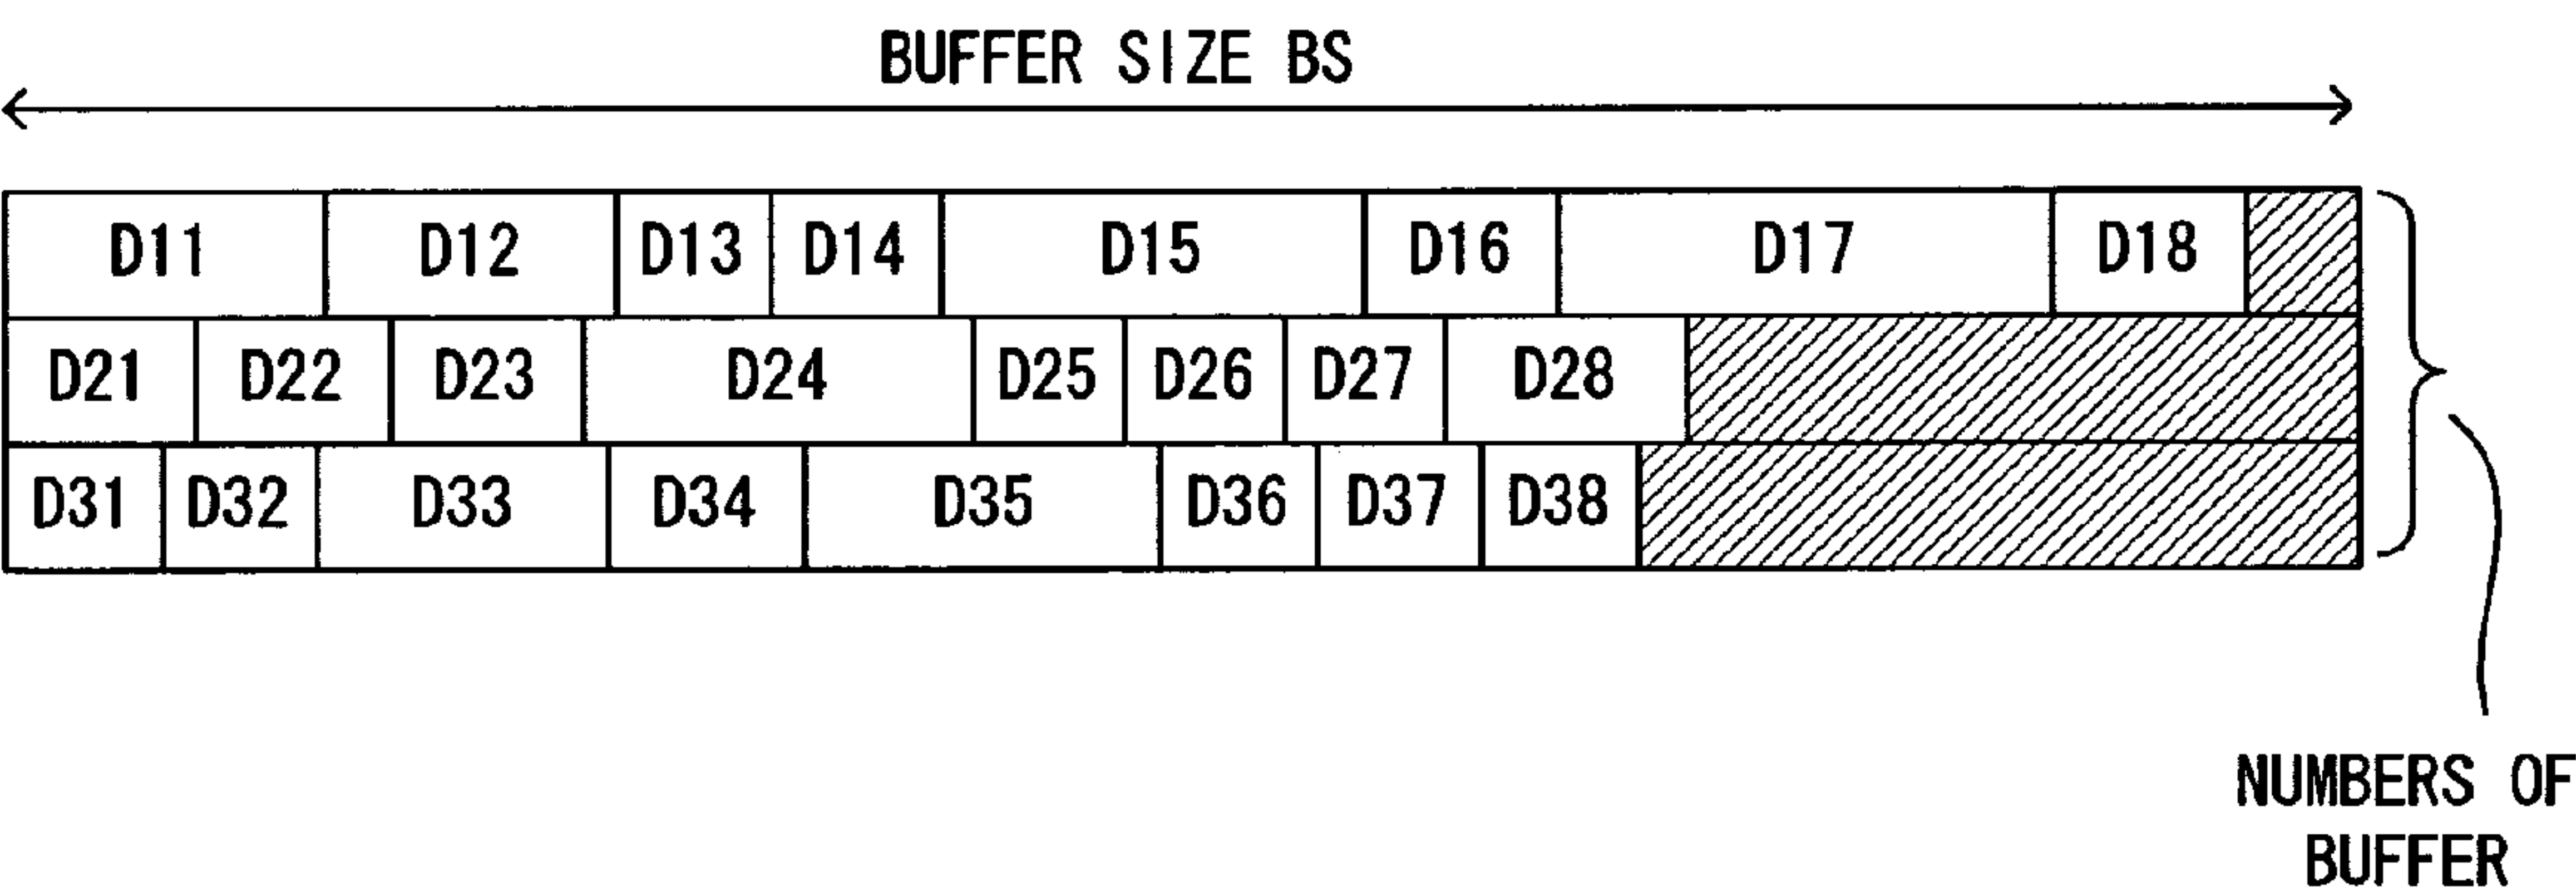 BUFFER SIZE BS
D11 D12 D13 D14 D15 D16 D17 D18
D21 D22 D23 D24 D25 D26 D27 D28
D31 D32 D33 D34 D35 D36 D37 D38
NUMBERS OF
BUFFER